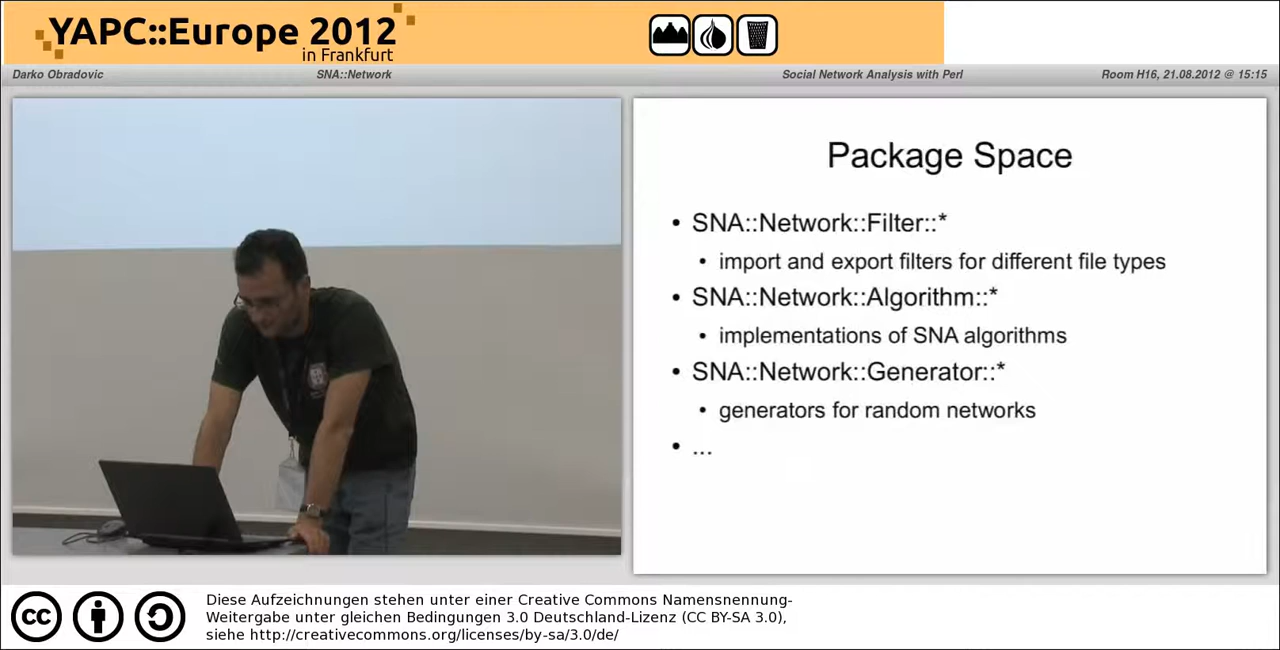 YAPC::Europe 2012
in Frankfurt
Darko Obradovic SNA::Network Social Network Analysis with Perl Room H16, 21.08.2012 @ 15:15
Package Space
• SNA::Network::Filter::*
• import and export filters for different file types
• SNA::Network::Algorithm::*
• implementations of SNA algorithms
• SNA::Network::Generator::*
• generators for random networks
• ...
cc
Diese Aufzeichnungen stehen unter einer Creative Commons Namensnennung-
Weitergabe unter gleichen Bedingungen 3.0 Deutschland-Lizenz (CC BY-SA 3.0),
siehe http://creativecommons.org/licenses/by-sa/3.0/de/